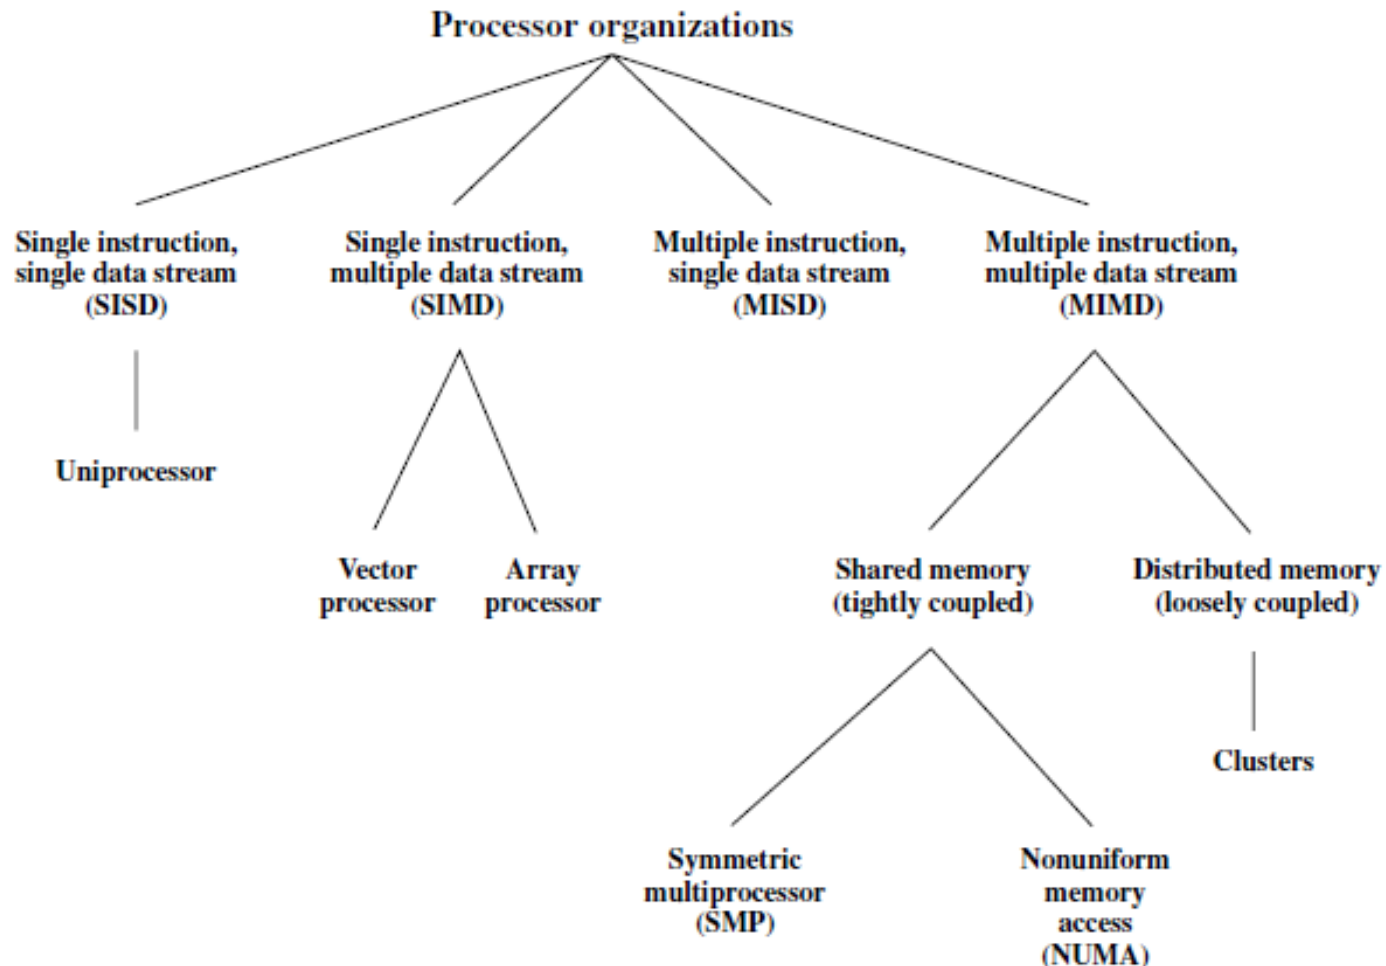 Processor organizations
Single instruction,
single data stream
(SISD)
Single instruction,
multiple data stream
(SIMD)
Multiple instruction,
single data stream
(MISD)
Multiple instruction,
multiple data stream
(MIMD)
Uniprocessor
Vector
processor
Array
processor
Shared memory
(tightly coupled)
Distributed memory
(loosely coupled)
Clusters
Symmetric
multiprocessor
(SMP)
Nonuniform
memory
access
(NUMA)